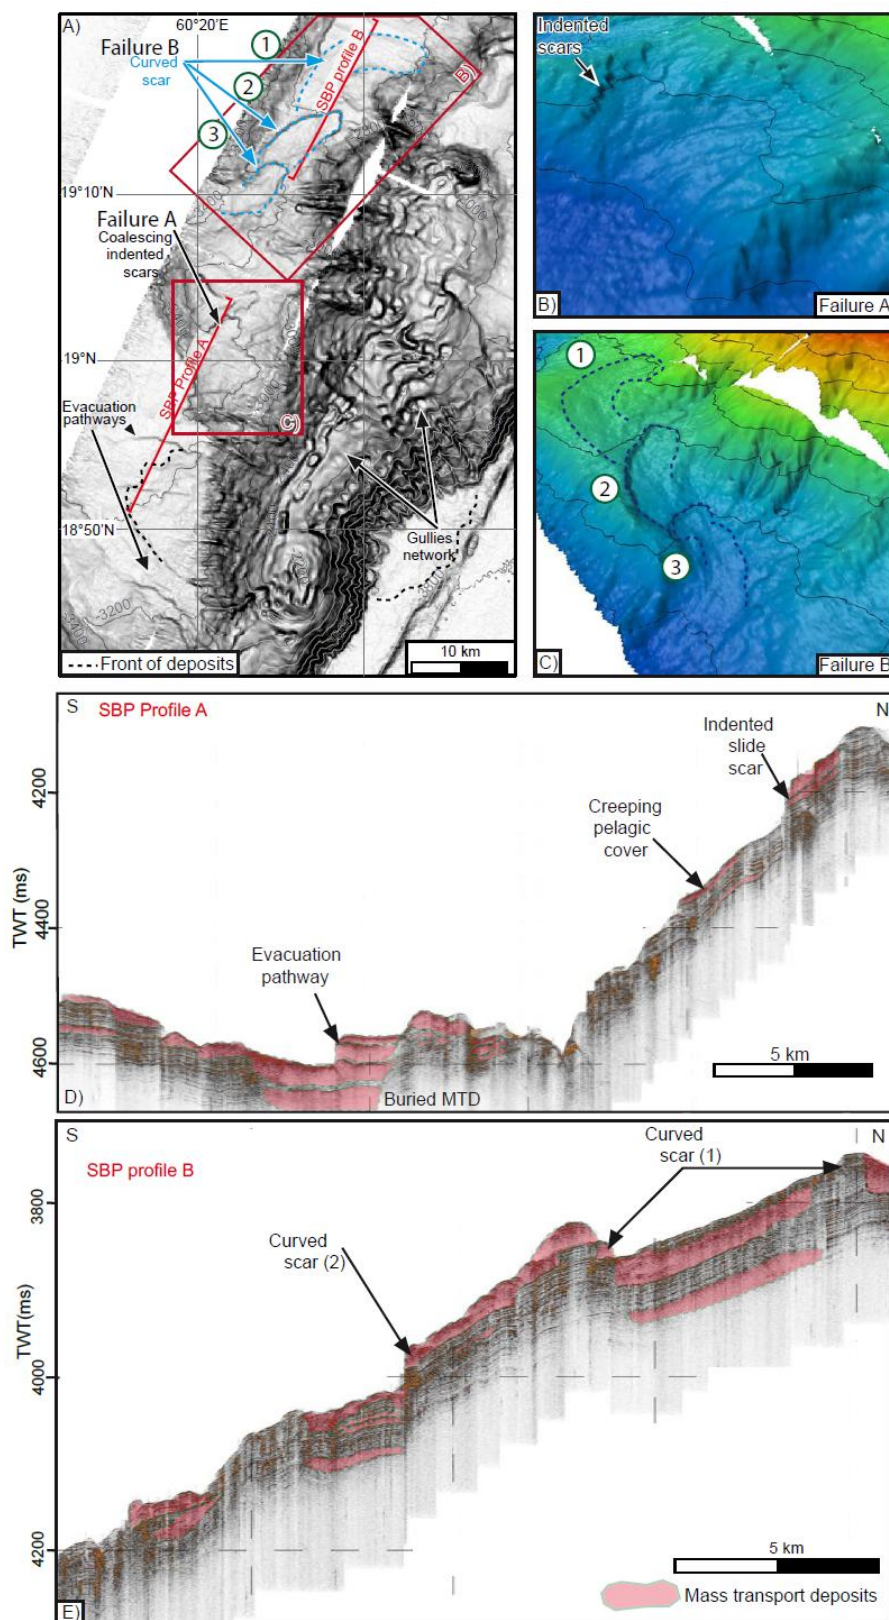 A)
60°20'E
Failure B
Curved
scar
1
2
3
SBP profile B
B)
19°10'N
Failure A
Coalescing
indented
scars
19°N
SBP Profile A
C)
Evacuation
pathways
18°50'N
Gullies
network
-3200
10 km
Front of deposits
Indented
scars
B)
Failure A
1
2
3
C)
Failure B
S
SBP Profile A
N
Indented
slide
scar
4200
Creeping
pelagic
cover
TWT (ms)
4400
Evacuation
pathway
4600
5 km
D)
Buried MTD
S
SBP profile B
N
Curved
scar (1)
3800
Curved
scar (2)
TWT(ms)
4000
4200
5 km
E)
Mass transport deposits